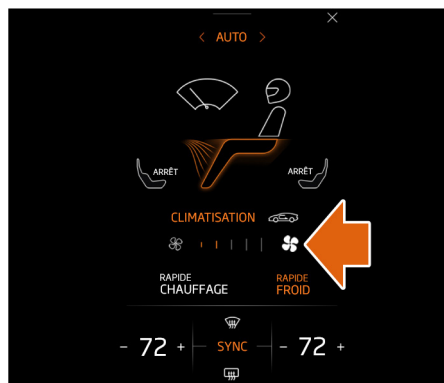 < AUTO >
ARRÊT ARRÊT
CLIMATISATION
RAPIDE
CHAUFFAGE
RAPIDE
FROID
- 72 + SYNC - 72 +